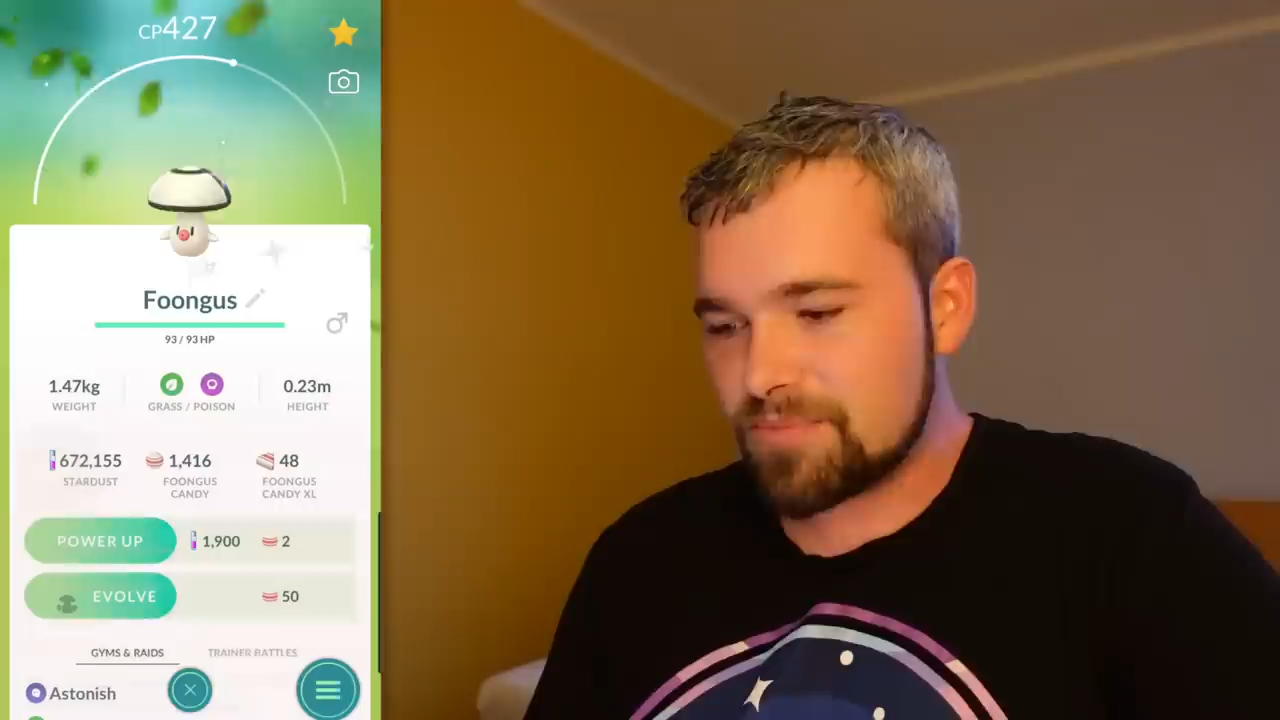 CP427
Foongus
93 / 93 HP
1.47kg
WEIGHT
GRASS / POISON
0.23m
HEIGHT
672,155
STARDUST
1,416
FOONGUS
CANDY
48
FOONGUS
CANDY XL
POWER UP
1,900
2
EVOLVE
50
GYMS & RAIDS
TRAINER BATTLES
Astonish